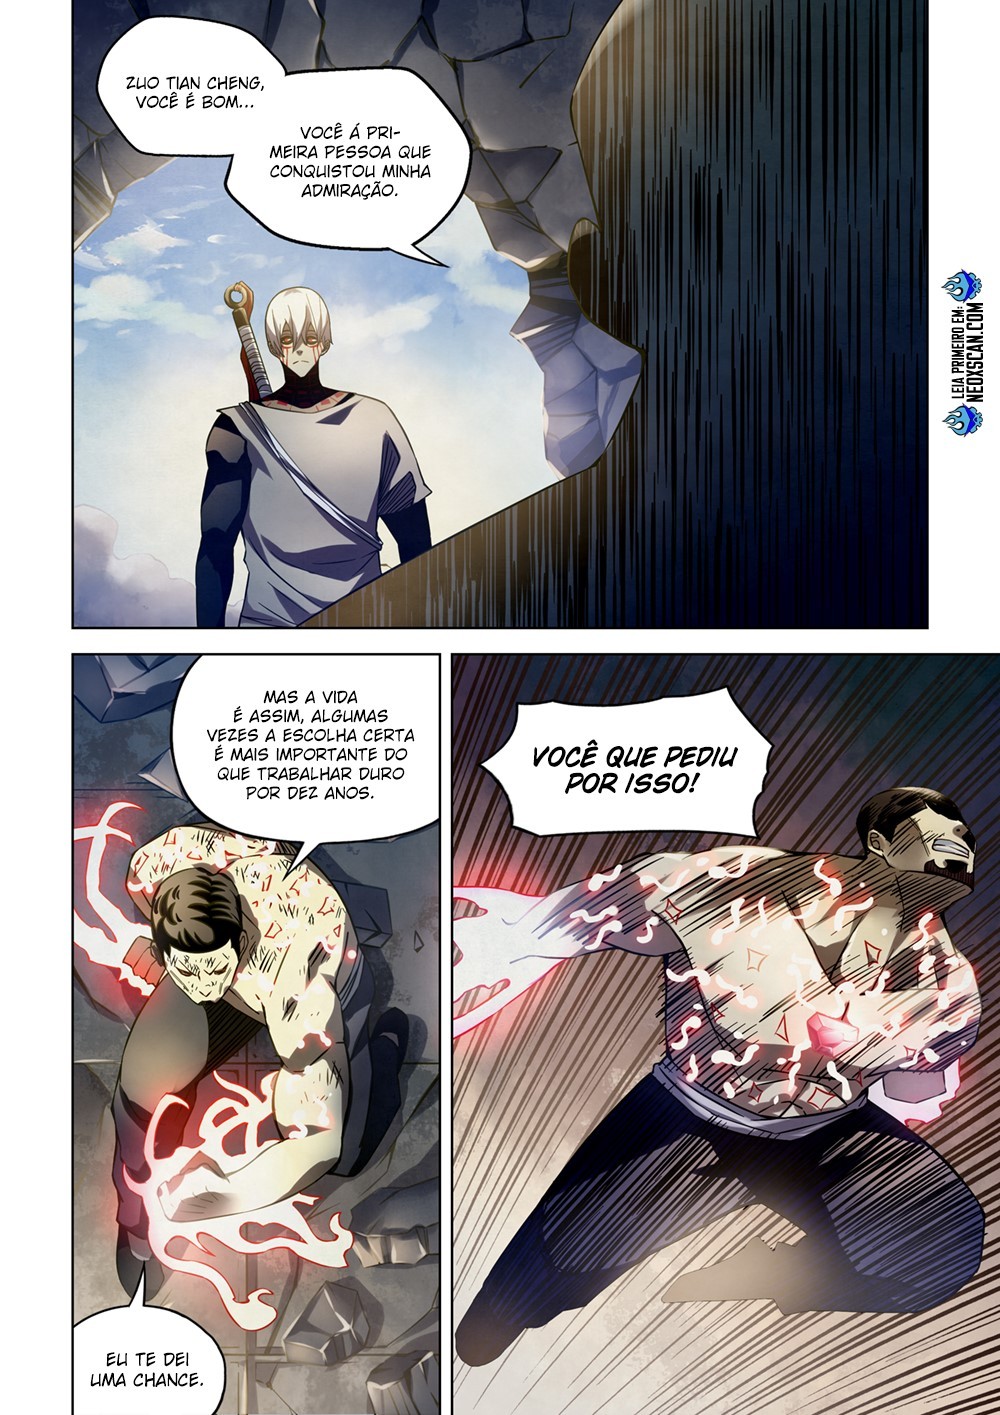 ZUO TIAN CHENG,
VOCÊ É BOM...
VOCÊ Á PRI-
MEIRA PESSOA QUE
CONQUISTOU MINHA
ADMIRAÇÃO.
LEIA PRIMEIRO EM:
NEOXSCAN.COM
MAS A VIDA
É ASSIM, ALGUMAS
VEZES A ESCOLHA CERTA
É MAIS IMPORTANTE DO
QUE TRABALHAR DURO
POR DEZ ANOS.
EU TE DEI
UMA CHANCE.
VOCÊ QUE PEDIU
POR ISSO!